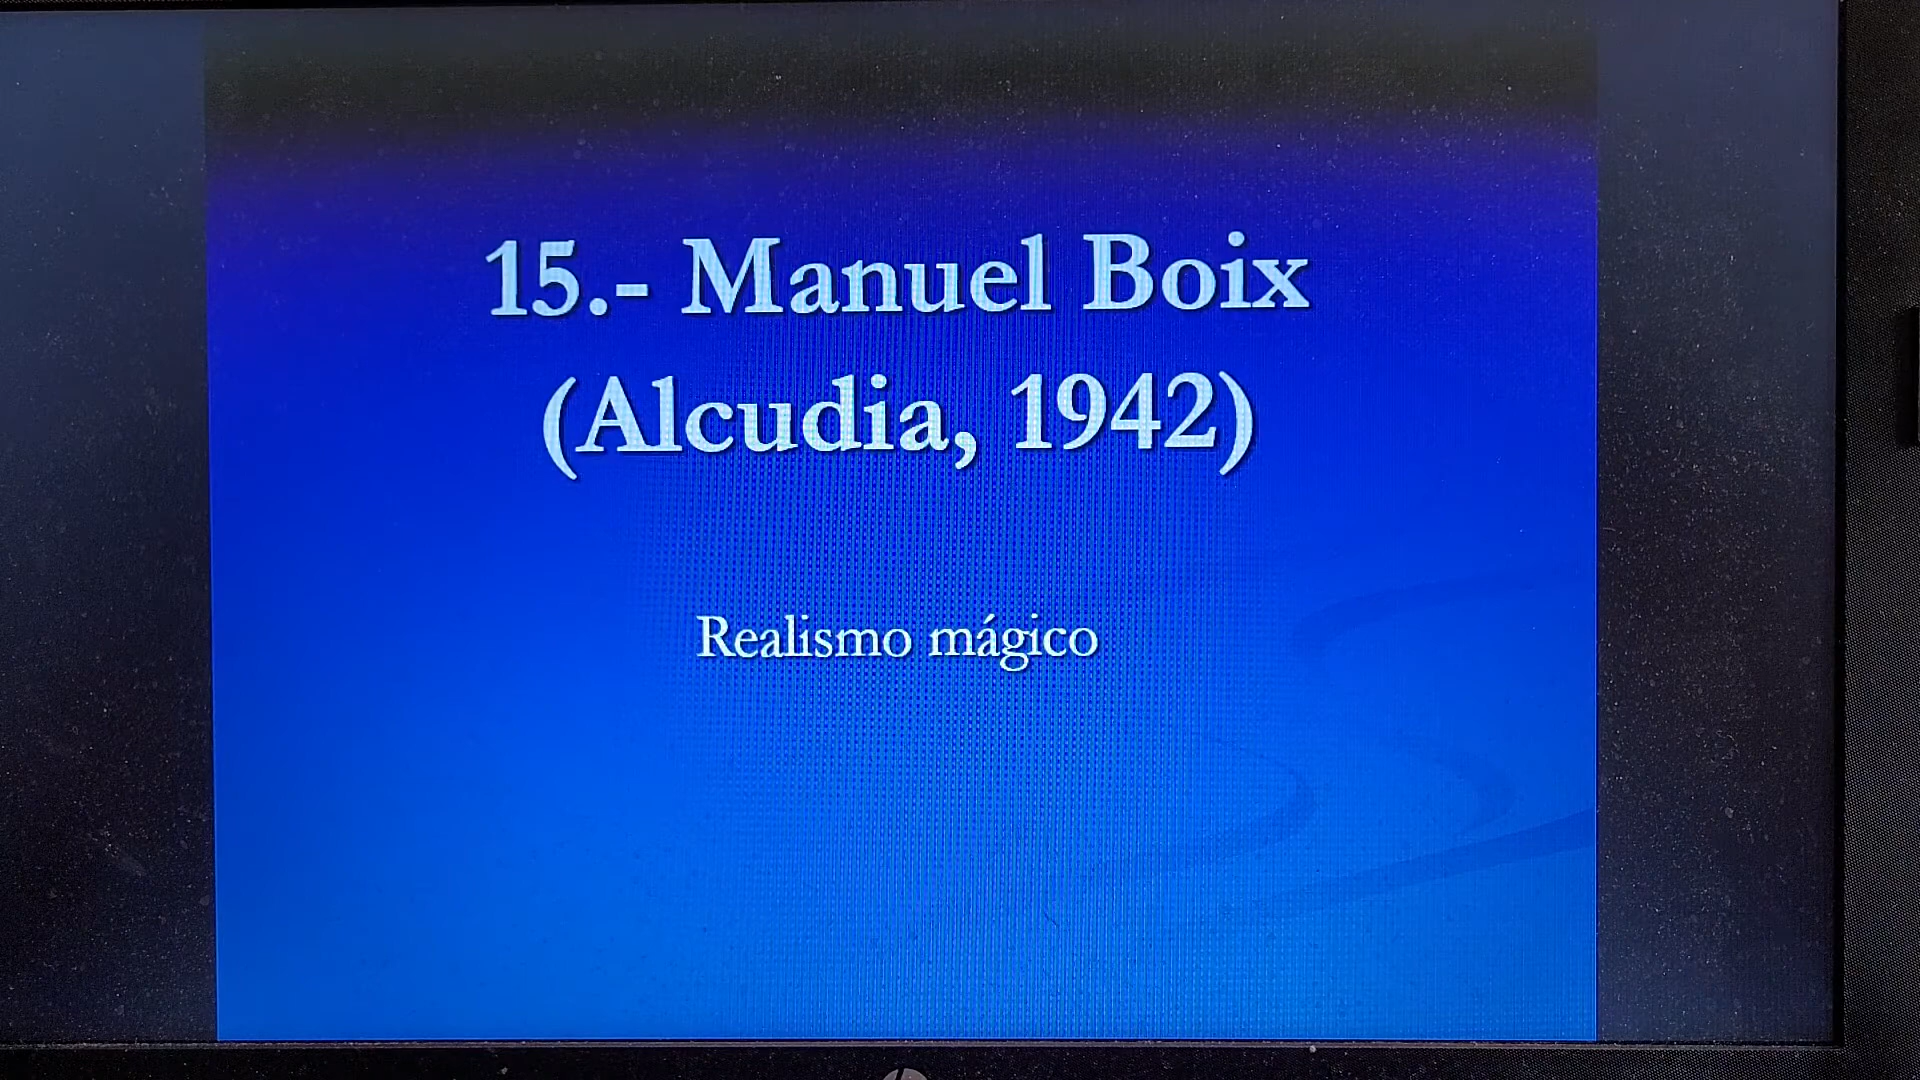 15.- Manuel Boix
(Alcudia, 1942)
Realismo mágico